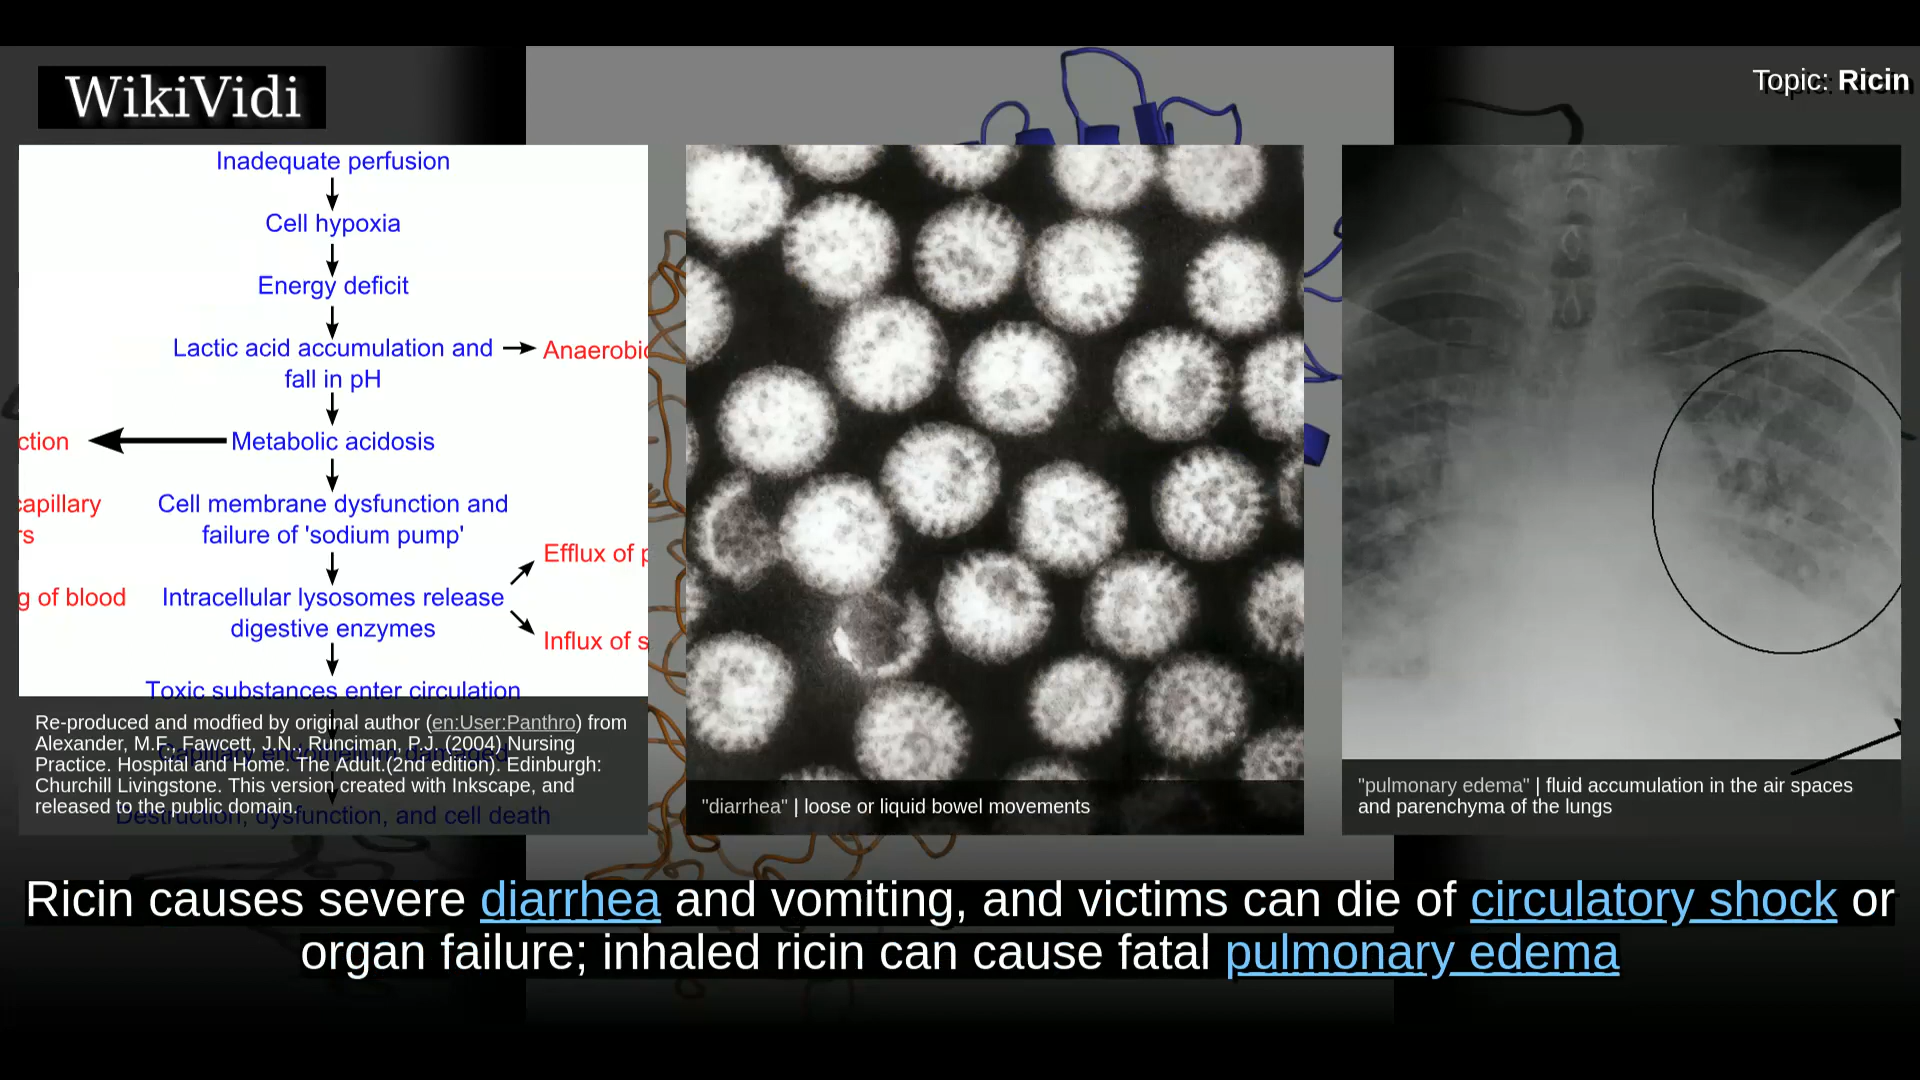 WikiVidi
Topic: Ricin
Inadequate perfusion
Cell hypoxia
Energy deficit
Lactic acid accumulation and
fall in pH
Anaerobic
ction
Metabolic acidosis
capillary
rs
Cell membrane dysfunction and
failure of 'sodium pump'
Efflux of p
g of blood
Intracellular lysosomes release
digestive enzymes
Influx of s
Toxic substances enter circulation
Capillary endothelium damaged
Destruction, dysfunction, and cell death
Re-produced and modfied by original author (en:User:Panthro) from
Alexander, M.F., Fawcett, J.N., Runciman, P.J. (2004) Nursing
Practice. Hospital and Home. The Adult.(2nd edition). Edinburgh:
Churchill Livingstone. This version created with Inkscape, and
released to the public domain.
"diarrhea" | loose or liquid bowel movements
"pulmonary edema" | fluid accumulation in the air spaces
and parenchyma of the lungs
Ricin causes severe diarrhea and vomiting, and victims can die of circulatory shock or
organ failure; inhaled ricin can cause fatal pulmonary edema